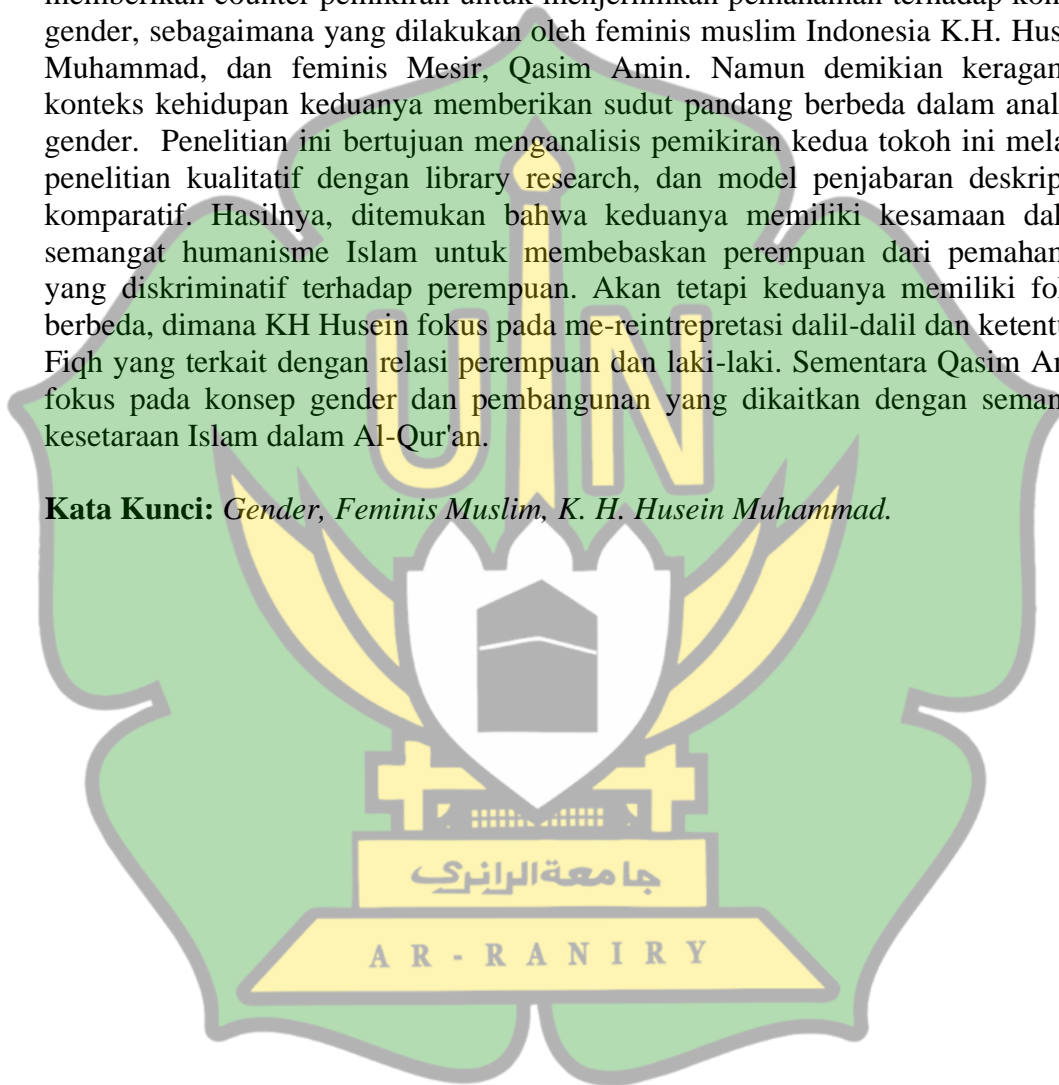 memberikan counter pemikiran untuk menjernihkan pemahaman terhadap kon
gender, sebagaimana yang dilakukan oleh feminis muslim Indonesia K.H. Hus
Muhammad, dan feminis Mesir, Qasim Amin. Namun demikian keragam
konteks kehidupan keduanya memberikan sudut pandang berbeda dalam anal
gender. Penelitian ini bertujuan menganalisis pemikiran kedua tokoh ini mela
penelitian kualitatif dengan library research, dan model penjabaran deskrip
komparatif. Hasilnya, ditemukan bahwa keduanya memiliki kesamaan dal
semangat humanisme Islam untuk membebaskan perempuan dari pemaham
yang diskriminatif terhadap perempuan. Akan tetapi keduanya memiliki fok
berbeda, dimana KH Husein fokus pada me-reintrepretasi dalil-dalil dan ketentu
Fiqh yang terkait dengan relasi perempuan dan laki-laki. Sementara Qasim Am
fokus pada konsep gender dan pembangunan yang dikaitkan dengan seman
kesetaraan Islam dalam Al-Qur'an.
Kata Kunci: Gender, Feminis Muslim, K. H. Husein Muhammad.
UIN
جامعة الرانري
AR-RANIRY